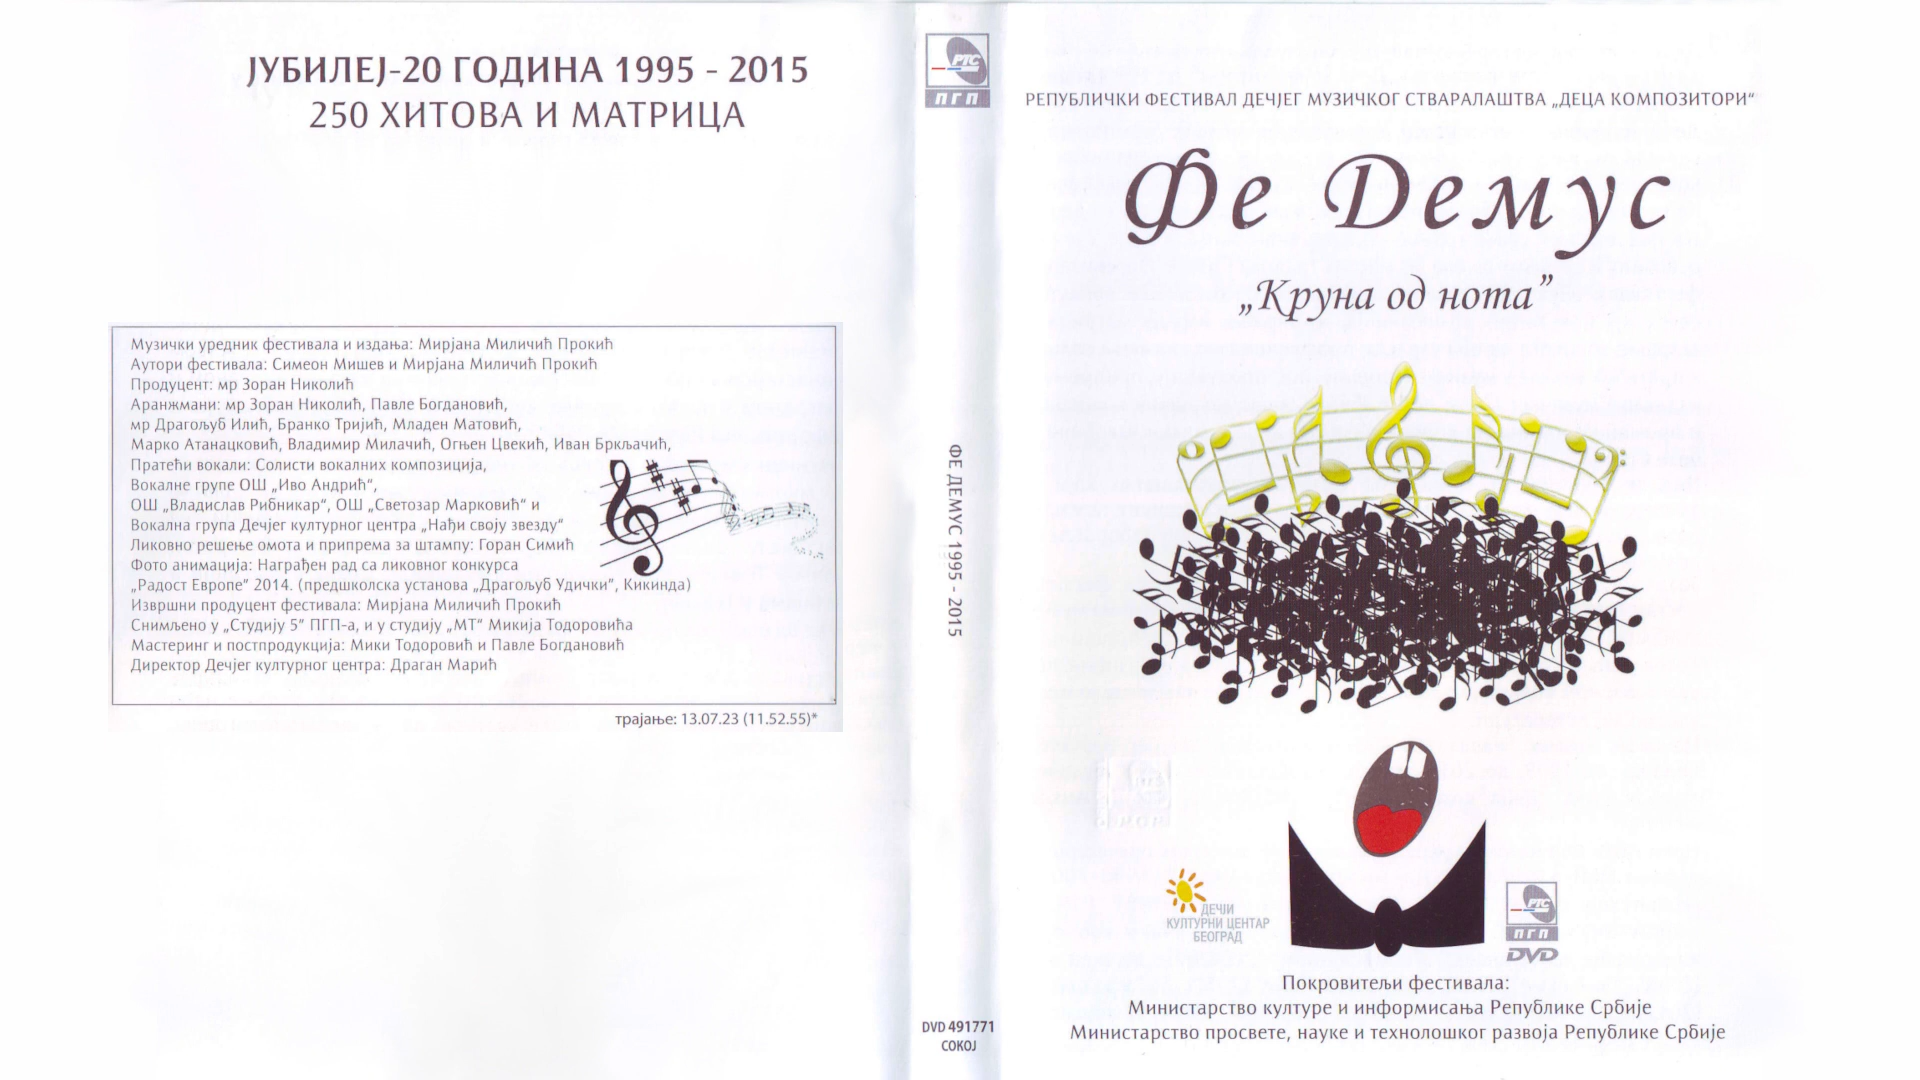 ЈУБИЛЕЈ-20 ГОДИНА 1995 - 2015
250 ХИТОВА И МАТРИЦА
Музички уредник фестивала и издања: Мирјана Миличић Прокић
Аутори фестивала: Симеон Мишев и Мирјана Миличић Прокић
Продуцент: мр Зоран Николић
Аранжмани: мр Зоран Николић, Павле Богдановић,
мр Драгољуб Илић, Бранко Тријић, Младен Матовић,
Марко Атанацковић, Владимир Милачић, Огњен Цвекић, Иван Бркљачић,
Пратећи вокали: Солисти вокалних композиција,
Вокалне групе ОШ „Иво Андрић“,
ОШ „Владислав Рибникар“, ОШ „Светозар Марковић“ и
Вокална група Дечјег културног центра „Нађи своју звезду“
Ликовно решење омота и припрема за штампу: Горан Симић
Фото анимација: Награђен рад са ликовног конкурса
„Радост Европе” 2014. (предшколска установа „Драгољуб Удички”, Кикинда)
Извршни продуцент фестивала: Мирјана Миличић Прокић
Снимљено у „Студију 5” ПГП-а, и у студију „МТ“ Микија Тодоровића
Мастеринг и постпродукција: Мики Тодоровић и Павле Богдановић
Директор Дечјег културног центра: Драган Марић
трајање: 13.07.23 (11.52.55)*
РТС
ПГП
ФЕ ДЕМУС 1995 - 2015
DVD 491771
СОКОЈ
РЕПУБЛИЧКИ ФЕСТИВАЛ ДЕЧЈЕГ МУЗИЧКОГ СТВАРАЛАШТВА „ДЕЦА КОМПОЗИТОРИ“
Фе Демус
„Круна од нота”
ДЕЧЈИ
КУЛТУРНИ ЦЕНТАР
БЕОГРАД
РТС
ПГП
DVD
Покровитељи фестивала:
Министарство културе и информисања Републике Србије
Министарство просвете, науке и технолошког развоја Републике Србије